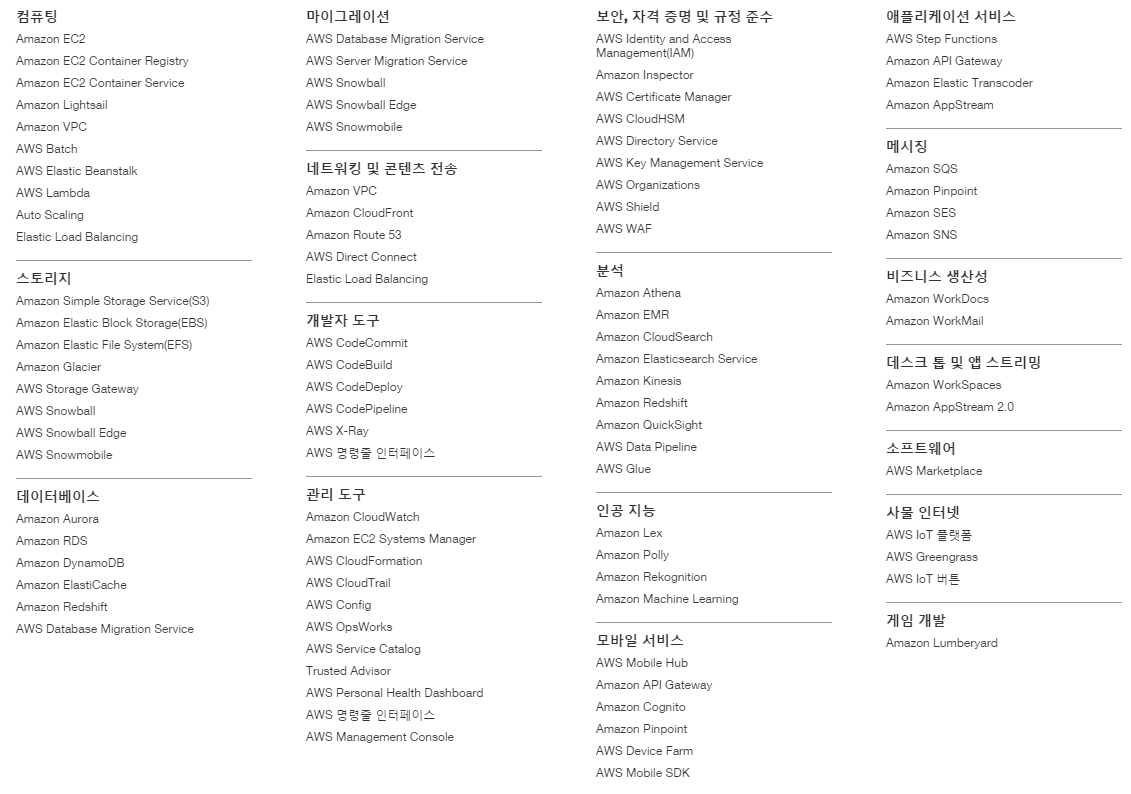 컴퓨팅
Amazon EC2
Amazon EC2 Container Registry
Amazon EC2 Container Service
Amazon Lightsail
Amazon VPC
AWS Batch
AWS Elastic Beanstalk
AWS Lambda
Auto Scaling
Elastic Load Balancing
스토리지
Amazon Simple Storage Service(S3)
Amazon Elastic Block Storage(EBS)
Amazon Elastic File System(EFS)
Amazon Glacier
AWS Storage Gateway
AWS Snowball
AWS Snowball Edge
AWS Snowmobile
데이터베이스
Amazon Aurora
Amazon RDS
Amazon DynamoDB
Amazon ElastiCache
Amazon Redshift
AWS Database Migration Service
마이그레이션
AWS Database Migration Service
AWS Server Migration Service
AWS Snowball
AWS Snowball Edge
AWS Snowmobile
네트워킹 및 콘텐츠 전송
Amazon VPC
Amazon CloudFront
Amazon Route 53
AWS Direct Connect
Elastic Load Balancing
개발자 도구
AWS CodeCommit
AWS CodeBuild
AWS CodeDeploy
AWS CodePipeline
AWS X-Ray
AWS 명령줄 인터페이스
관리 도구
Amazon CloudWatch
Amazon EC2 Systems Manager
AWS CloudFormation
AWS CloudTrail
AWS Config
AWS OpsWorks
AWS Service Catalog
Trusted Advisor
AWS Personal Health Dashboard
AWS 명령줄 인터페이스
AWS Management Console
보안, 자격 증명 및 규정 준수
AWS Identity and Access
Management(IAM)
Amazon Inspector
AWS Certificate Manager
AWS CloudHSM
AWS Directory Service
AWS Key Management Service
AWS Organizations
AWS Shield
AWS WAF
분석
Amazon Athena
Amazon EMR
Amazon CloudSearch
Amazon Elasticsearch Service
Amazon Kinesis
Amazon Redshift
Amazon QuickSight
AWS Data Pipeline
AWS Glue
인공 지능
Amazon Lex
Amazon Polly
Amazon Rekognition
Amazon Machine Learning
모바일 서비스
AWS Mobile Hub
Amazon API Gateway
Amazon Cognito
Amazon Pinpoint
AWS Device Farm
AWS Mobile SDK
애플리케이션 서비스
AWS Step Functions
Amazon API Gateway
Amazon Elastic Transcoder
Amazon AppStream
메시징
Amazon SQS
Amazon Pinpoint
Amazon SES
Amazon SNS
비즈니스 생산성
Amazon WorkDocs
Amazon WorkMail
데스크 톱 및 앱 스트리밍
Amazon WorkSpaces
Amazon AppStream 2.0
소프트웨어
AWS Marketplace
사물 인터넷
AWS IoT 플랫폼
AWS Greengrass
AWS IoT 버튼
게임 개발
Amazon Lumberyard